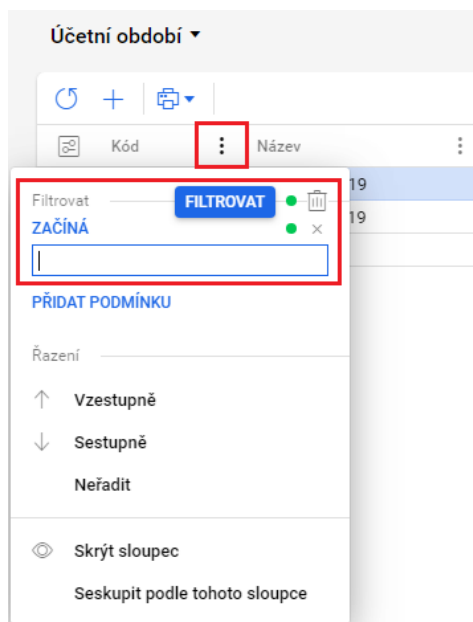 Účetní období
Kód Název
19
Filtrovat FILTROVAT
ZAČÍNÁ
19
PŘIDAT PODMÍNKU
Řazení
Vzestupně
Sestupně
Neřadit
Skrýt sloupec
Seskupit podle tohoto sloupce